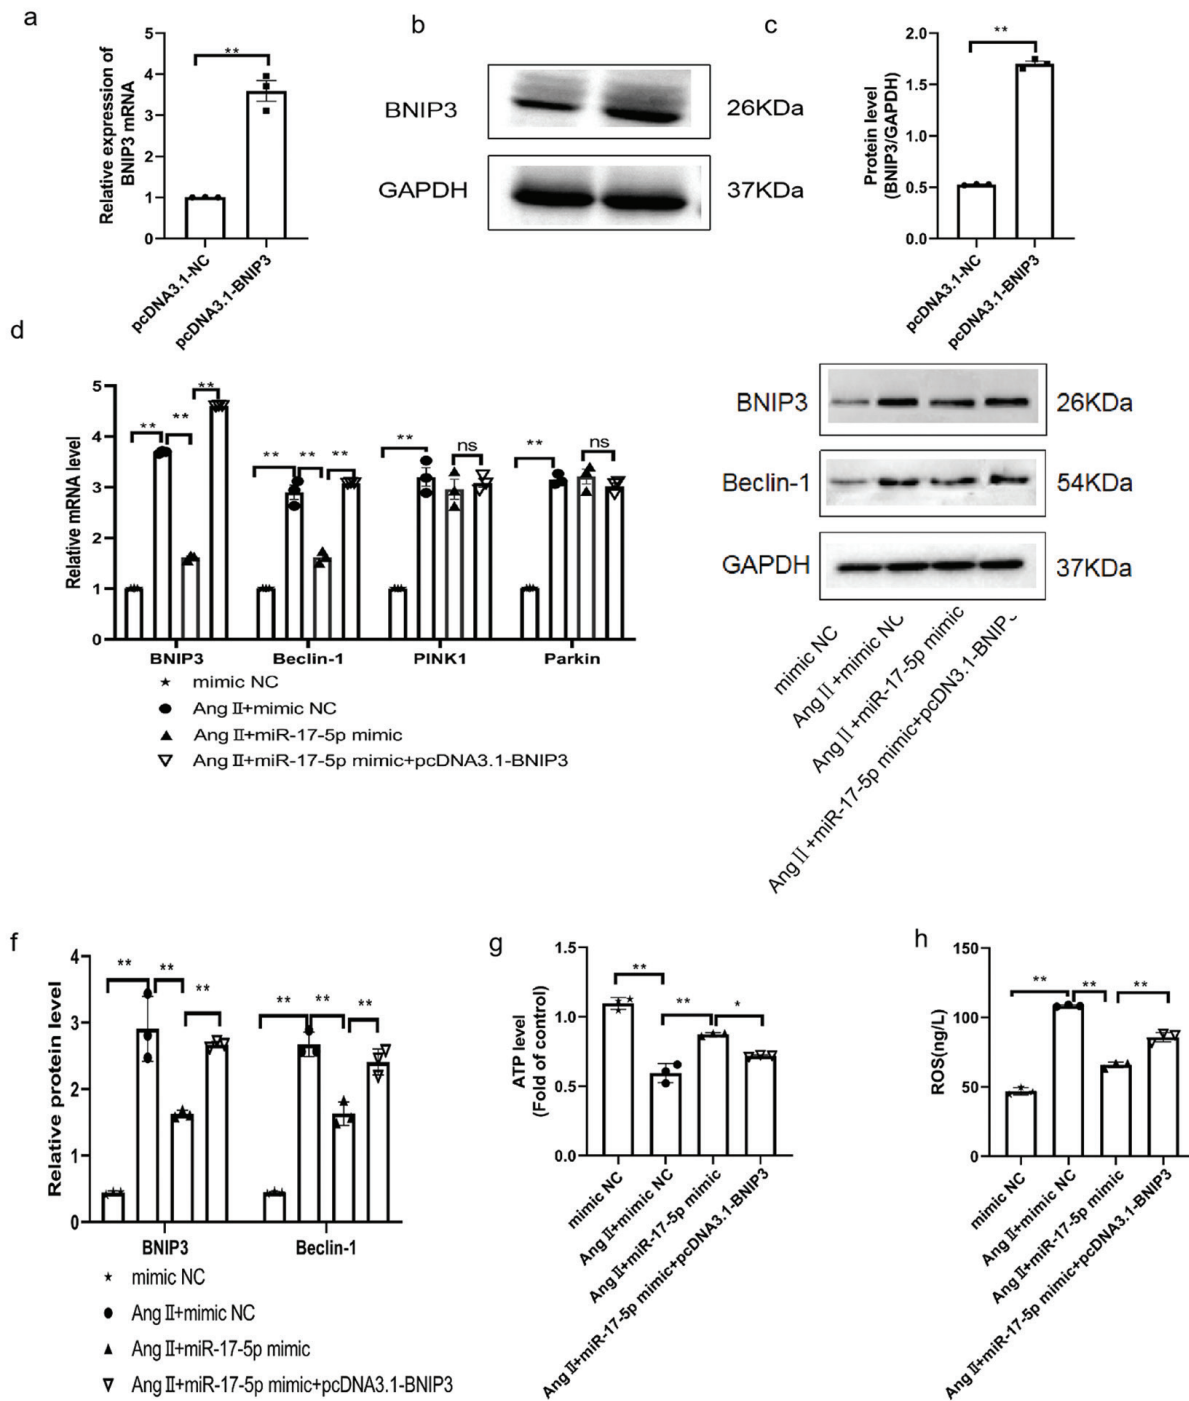 a
Relative expression of
BNIP3 mRNA
5
4
3
2
1
0
**
pcDNA3.1-NC
pcDNA3.1-BNIP3
b
BNIP3
26KDa
GAPDH
37KDa
c
Protein level
(BNIP3/GAPDH)
2.0
1.5
1.0
0.5
0.0
**
pcDNA3.1-NC
pcDNA3.1-BNIP3
d
Relative mRNA level
5
4
3
2
1
0
** ** **
** ** **
** ns
** ns
BNIP3 Beclin-1 PINK1 Parkin
mimic NC
Ang II+mimic NC
Ang II+miR-17-5p mimic
Ang II+miR-17-5p mimic+pcDNA3.1-BNIP3
BNIP3
26KDa
Beclin-1
54KDa
GAPDH
37KDa
mimic NC
Ang II+mimic NC
Ang II+miR-17-5p mimic
Ang II+miR-17-5p mimic+pcDN3.1-BNIP3
f
Relative protein level
4
3
2
1
0
** ** **
** ** **
BNIP3 Beclin-1
mimic NC
Ang II+mimic NC
Ang II+miR-17-5p mimic
Ang II+miR-17-5p mimic+pcDNA3.1-BNIP3
g
ATP level
(Fold of control)
1.5
1.0
0.5
0.0
** ** *
mimic NC
Ang II+mimic NC
Ang II+miR-17-5p mimic
Ang II+miR-17-5p mimic+pcDNA3.1-BNIP3
h
ROS(ng/L)
150
100
50
0
** ** **
mimic NC
Ang II+mimic NC
Ang II+miR-17-5p mimic
Ang II+miR-17-5p mimic+pcDNA3.1-BNIP3